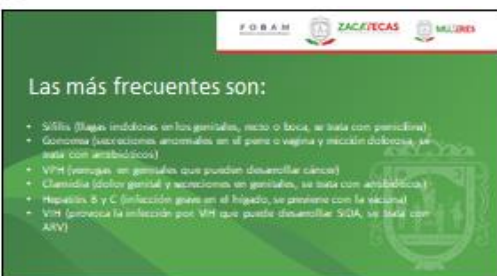 FOBAM
ZACATECAS
MUJERES
Las más frecuentes son:
• Sífilis (llagas indoloras en los genitales, recto o boca, se trata con penicilina)
• Gonorrea (secreciones anormales en el pene o vagina y micción dolorosa, se
trata con antibióticos)
• VPH (verrugas en genitales que pueden desarrollar cáncer)
• Clamidia (dolor genital y secreciones en genitales, se trata con antibióticos)
• Hepatitis B y C (infección grave en el hígado, se previene con la vacuna)
• VIH (provoca la infección por VIH que puede desarrollar SIDA, se trata con
ARV)